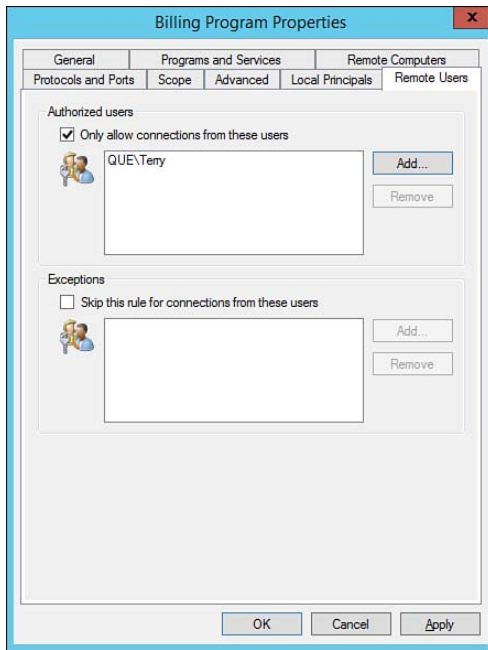 Billing Program Properties
x
General Programs and Services Remote Computers
Protocols and Ports Scope Advanced Local Principals Remote Users
Authorized users
Only allow connections from these users
QUE\Terry
Add...
Remove
Exceptions
Skip this rule for connections from these users
Add...
Remove
OK Cancel Apply